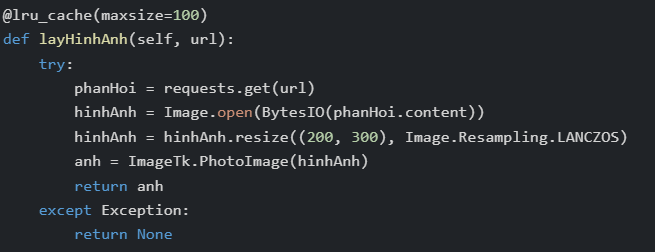 @lru_cache(maxsize=100)
def layHinhAnh(self, url):
    try:
        phanHoi = requests.get(url)
        hinhAnh = Image.open(BytesIO(phanHoi.content))
        hinhAnh = hinhAnh.resize((200, 300), Image.Resampling.LANCZOS)
        anh = ImageTk.PhotoImage(hinhAnh)
        return anh
    except Exception:
        return None